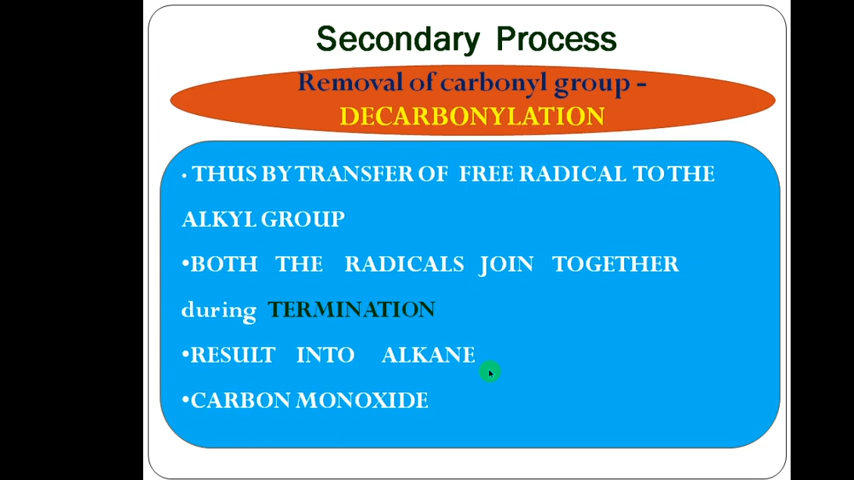 Secondary Process
Removal of carbonyl group -
DECARBONYLATION
• THUS BY TRANSFER OF FREE RADICAL TO THE
ALKYL GROUP
•BOTH THE RADICALS JOIN TOGETHER
during TERMINATION
•RESULT INTO ALKANE
•CARBON MONOXIDE